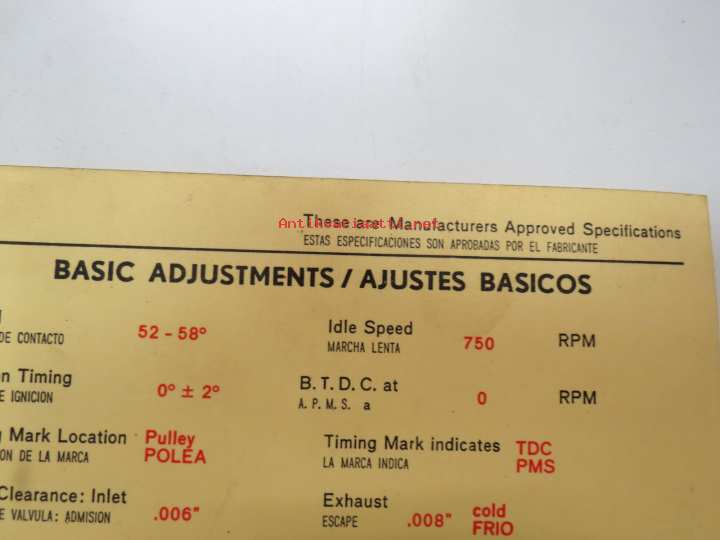 Antikvariaatti.net
These are Manufacturers Approved Specifications
ESTAS ESPECIFICACIONES SON APROBADAS POR EL FABRICANTE
BASIC ADJUSTMENTS / AJUSTES BASICOS
52 - 58° Idle Speed 750 RPM
DE CONTACTO MARCHA LENTA
Timing 0° ± 2° B. T. D. C. at 0 RPM
IGNICION A. P. M. S. a
Mark Location Pulley Timing Mark indicates TDC
DE LA MARCA POLEA LA MARCA INDICA PMS
Clearance: Inlet .006" Exhaust .008" cold
VALVULA: ADMISION ESCAPE FRIO